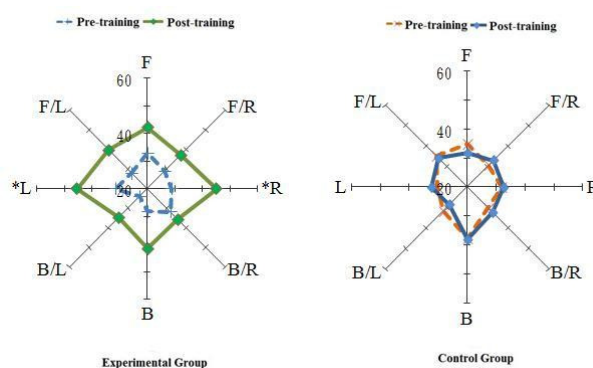 Pre-training Post-training
F
60
F/L F/R
40
*L 20 *R
B/L B/R
B
Experimental Group
Pre-training Post-training
F
60
F/L F/R
40
L 20
B/L B/R
B
Control Group